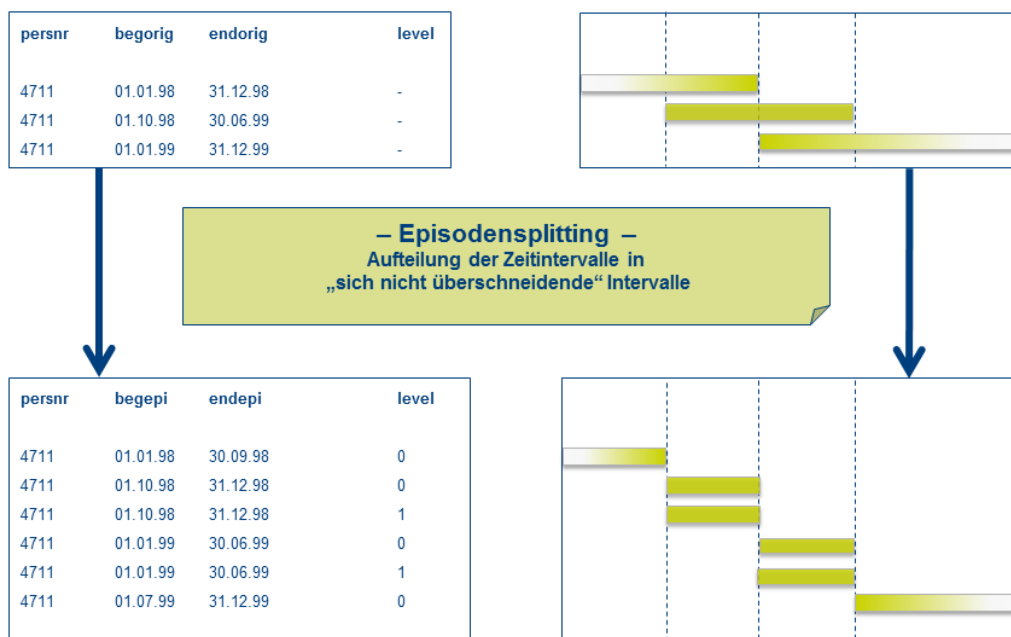 persnr begorig endorig level
4711 01.01.98 31.12.98 -
4711 01.10.98 30.06.99 -
4711 01.01.99 31.12.99 -
– Episodensplitting –
Aufteilung der Zeitintervalle in
„sich nicht überschneidende“ Intervalle
persnr begepi endepi level
4711 01.01.98 30.09.98 0
4711 01.10.98 31.12.98 0
4711 01.10.98 31.12.98 1
4711 01.01.99 30.06.99 0
4711 01.01.99 30.06.99 1
4711 01.07.99 31.12.99 0